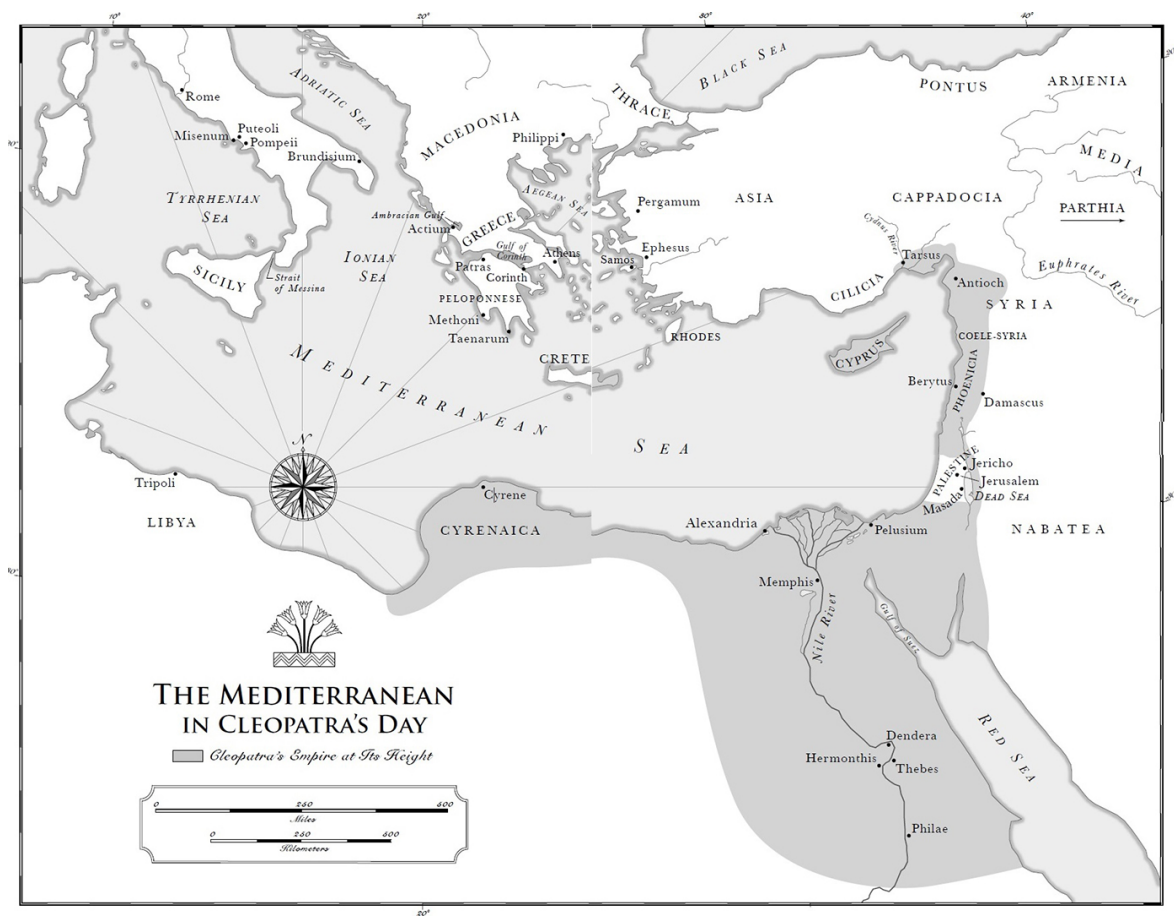 10°
20°
30°
40°
Rome
Misenum
Puteoli
Pompeii
Brundisium
ADRIATIC SEA
TYRRHENIAN
SEA
SICILY
Strait
of Messina
IONIAN
SEA
MACEDONIA
Philippi
THRACE
BLACK SEA
PONTUS
ARMENIA
MEDIA
PARTHIA
AEGEAN SEA
Ambracian Gulf
Actium
GREECE
Gulf of
Corinth
Athens
Patras
Corinth
PELOPONNESE
Methoni
Taenarum
CRETE
Pergamum
ASIA
CAPPADOCIA
Ephesus
Samos
RHODES
CILICIA
Cydnus River
Tarsus
Antioch
SYRIA
Euphrates River
COELE-SYRIA
CYPRUS
PHOENICIA
Berytus
Damascus
MEDITERRANEAN
SEA
N
Tripoli
LIBYA
Cyrene
CYRENAICA
Alexandria
Pelusium
PALESTINE
Jericho
Jerusalem
Masada
DEAD SEA
NABATEA
Memphis
Nile River
Gulf of Suez
RED SEA
Dendera
Hermonthis
Thebes
Philae
THE MEDITERRANEAN
IN CLEOPATRA'S DAY
Cleopatra's Empire at Its Height
0 250 500
Miles
0 250 500
Kilometers
20°